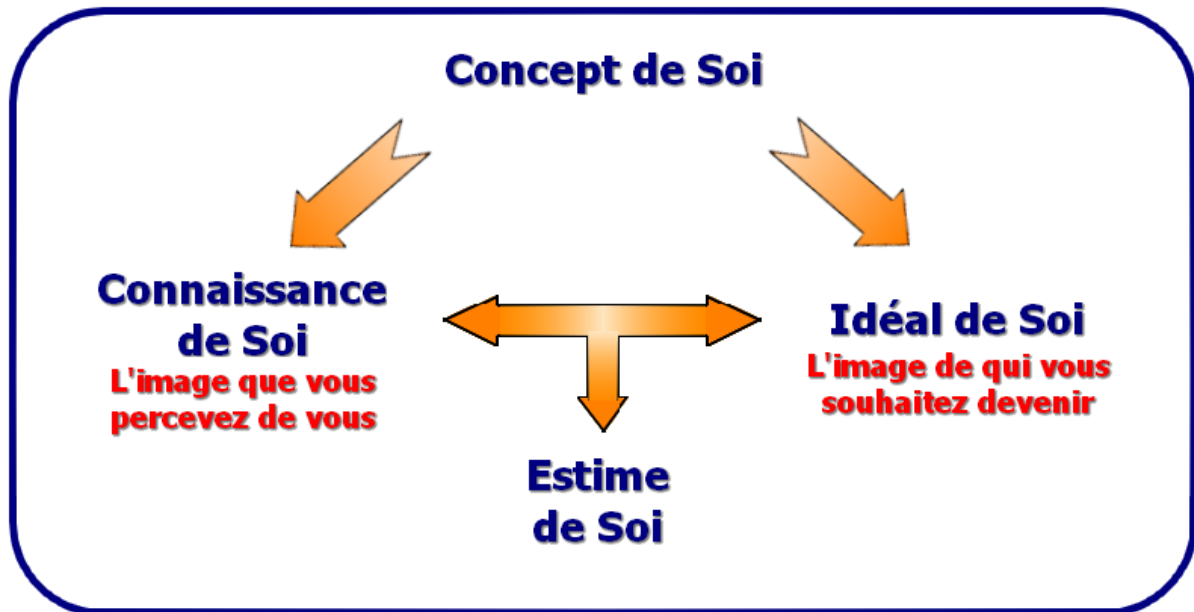 Concept de Soi
Connaissance
de Soi
L'image que vous
percevez de vous
Idéal de Soi
L'image de qui vous
souhaitez devenir
Estime
de Soi